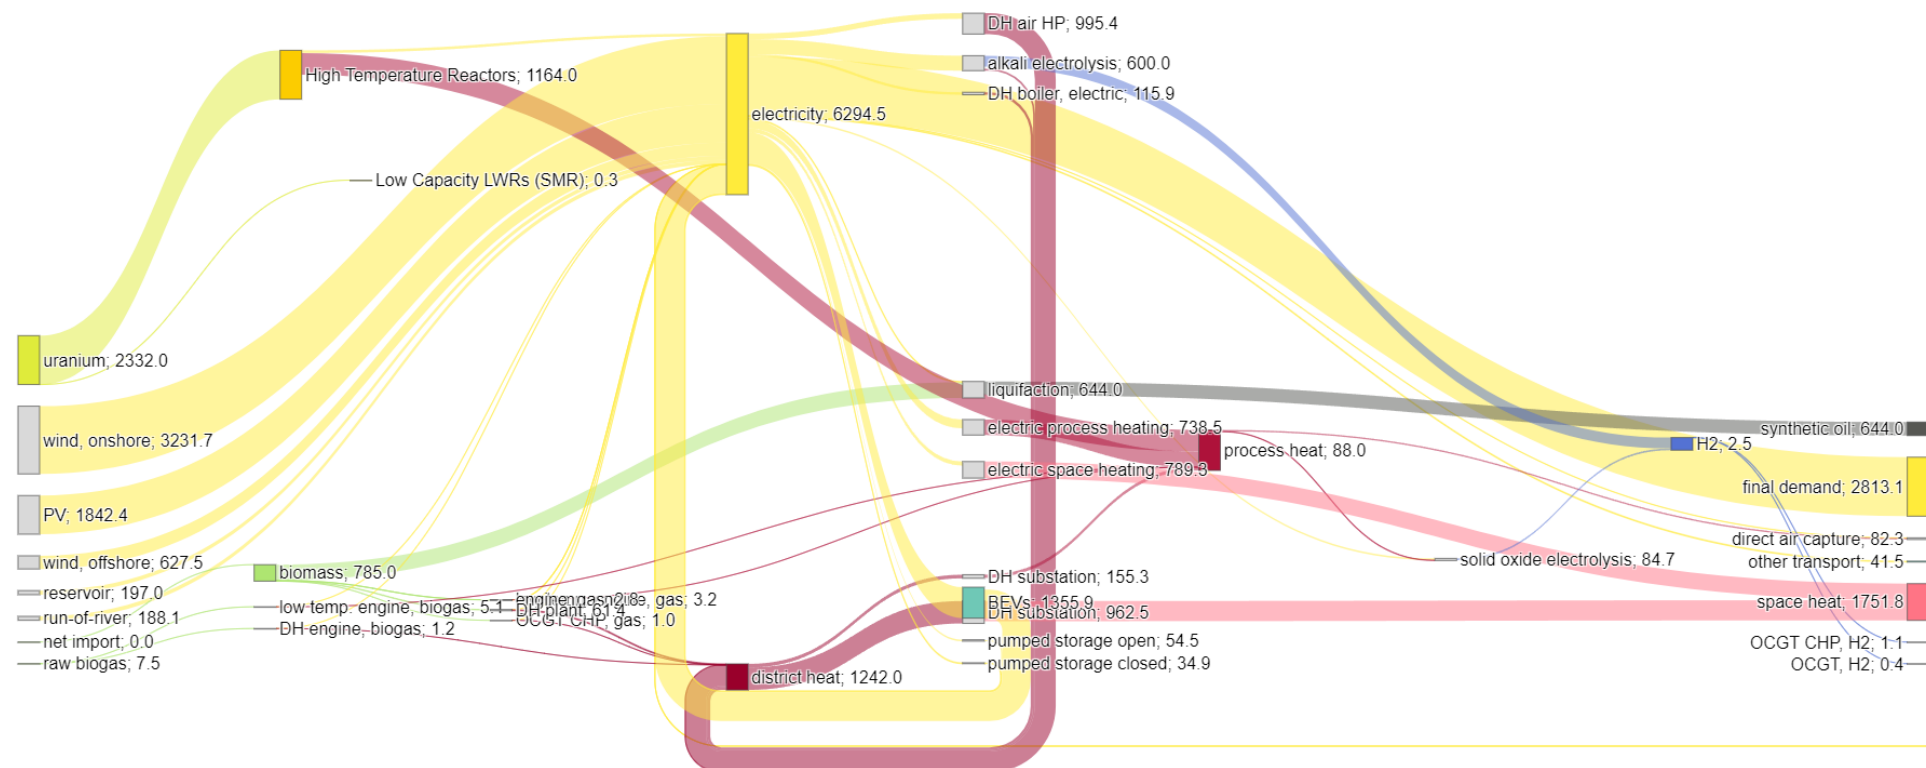 DH air HP; 995.4
alkali electrolysis; 600.0
High Temperature Reactors; 1164.0
DH boiler, electric; 115.9
electricity; 6294.5
Low Capacity LWRs (SMR); 0.3
uranium; 2332.0
liquifaction; 644.0
electric process heating; 738.5
synthetic oil; 644.0
wind, onshore; 3231.7
process heat; 88.0
H2; 2.5
electric space heating; 789.3
final demand; 2813.1
PV; 1842.4
direct air capture; 82.3
wind, offshore; 627.5
solid oxide electrolysis; 84.7
other transport; 41.5
biomass; 785.0
DH substation; 155.3
reservoir; 197.0
gas; 3.2
BEVs; 1355.9
space heat; 1751.8
low temp. engine, biogas; 5.1
DH plant; 61.4
DH substation; 962.5
run-of-river; 188.1
OCGT CHP, gas; 1.0
DH engine, biogas; 1.2
net import; 0.0
pumped storage open; 54.5
OCGT CHP, H2; 1.1
raw biogas; 7.5
pumped storage closed; 34.9
OCGT, H2; 0.4
district heat; 1242.0